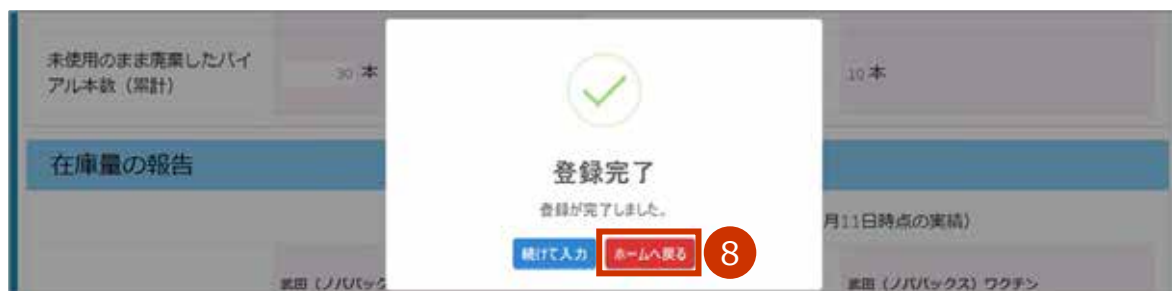 未使用のまま廃棄したバイ
アル本数（累計）
30 本
10 本
登録完了
在庫量の報告
登録が完了しました。
月11日時点の実績）
続けて入力 ホームへ戻る 8
武田（ノババック
武田（ノババックス）ワクチン